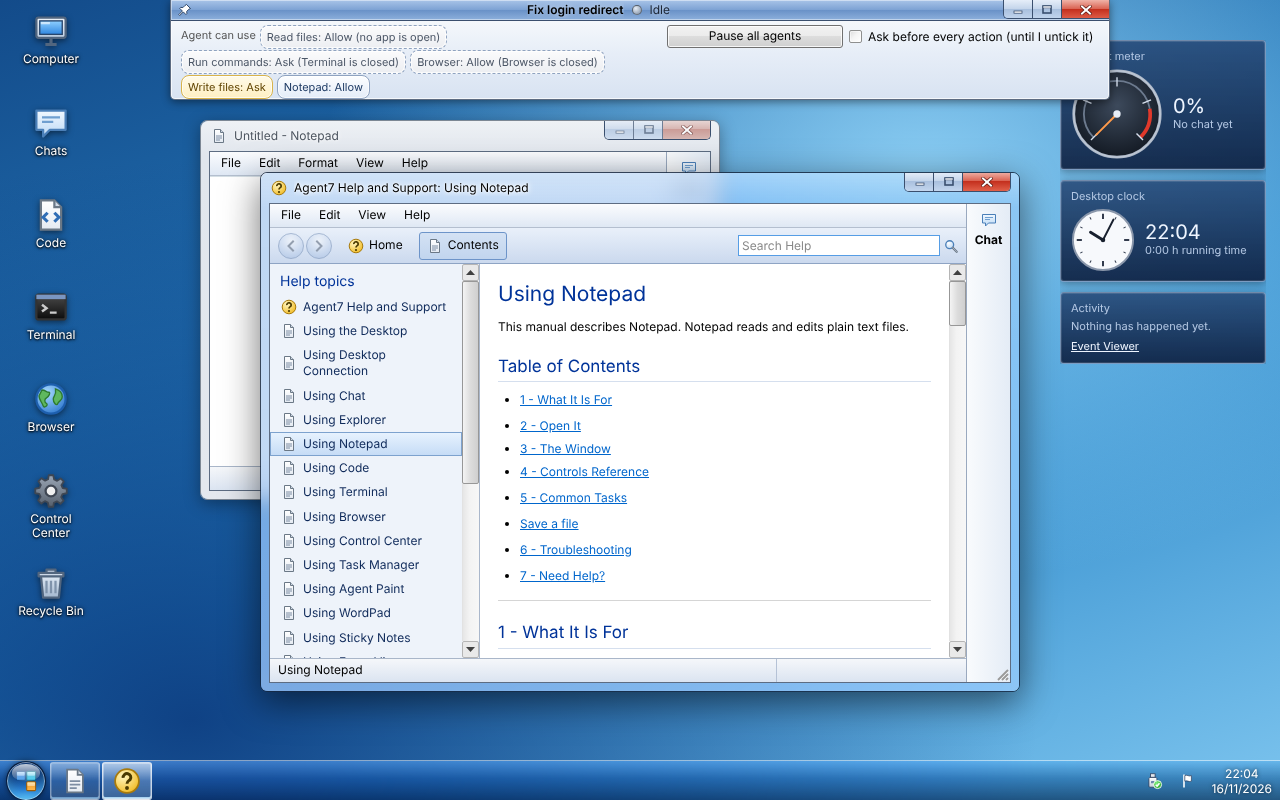 Fix login redirect
Idle
Agent can use
Read files: Allow (no app is open)
Run commands: Ask (Terminal is closed)
Browser: Allow (Browser is closed)
Write files: Ask
Notepad: Allow
Pause all agents
Ask before every action (until I untick it)
Computer
Chats
Code
Terminal
Browser
Control
Center
Recycle Bin
Untitled - Notepad
File
Edit
Format
View
Help
Agent7 Help and Support: Using Notepad
File
Edit
View
Help
Home
Contents
Search Help
Chat
Help topics
Agent7 Help and Support
Using the Desktop
Using Desktop
Connection
Using Chat
Using Explorer
Using Notepad
Using Code
Using Terminal
Using Browser
Using Control Center
Using Task Manager
Using Agent Paint
Using WordPad
Using Sticky Notes
Using Notepad
This manual describes Notepad. Notepad reads and edits plain text files.
Table of Contents
1 - What It Is For
2 - Open It
3 - The Window
4 - Controls Reference
5 - Common Tasks
Save a file
6 - Troubleshooting
7 - Need Help?
1 - What It Is For
Using Notepad
meter
0%
No chat yet
Desktop clock
22:04
0:00 h running time
Activity
Nothing has happened yet.
Event Viewer
22:04
16/11/2026